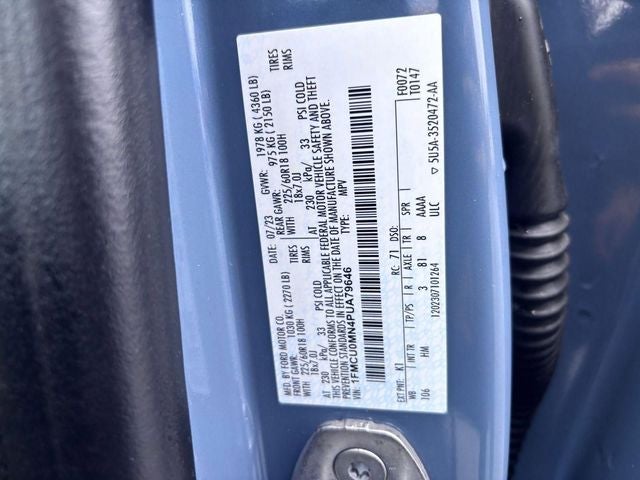 MFD. BY FORD MOTOR CO.
DATE: 07/23 GVWR: 1978 KG ( 4360 LB)
FRONT GAWR: 1030 KG ( 2270 LB) REAR GAWR: 975 KG ( 2150 LB)
WITH 225/60R18 100H TIRES WITH 225/60R18 100H TIRES
18x7.0J RIMS 18x7.0J RIMS
AT 230 kPa/ 33 PSI COLD AT 230 kPa/ 33 PSI COLD
THIS VEHICLE CONFORMS TO ALL APPLICABLE FEDERAL MOTOR VEHICLE SAFETY AND THEFT
PREVENTION STANDARDS IN EFFECT ON THE DATE OF MANUFACTURE SHOWN ABOVE.
VIN: 1FMCU0MN4PUA79646 TYPE: MPV
F0072
T0147
EXT PNT: K1 RC: 71 DSO:
WB INT TR TP/PS R AXLE TR SPR
106 HM 3 81 8 AAAA
1202307101264 ULC
5U5A-3S20472-AA